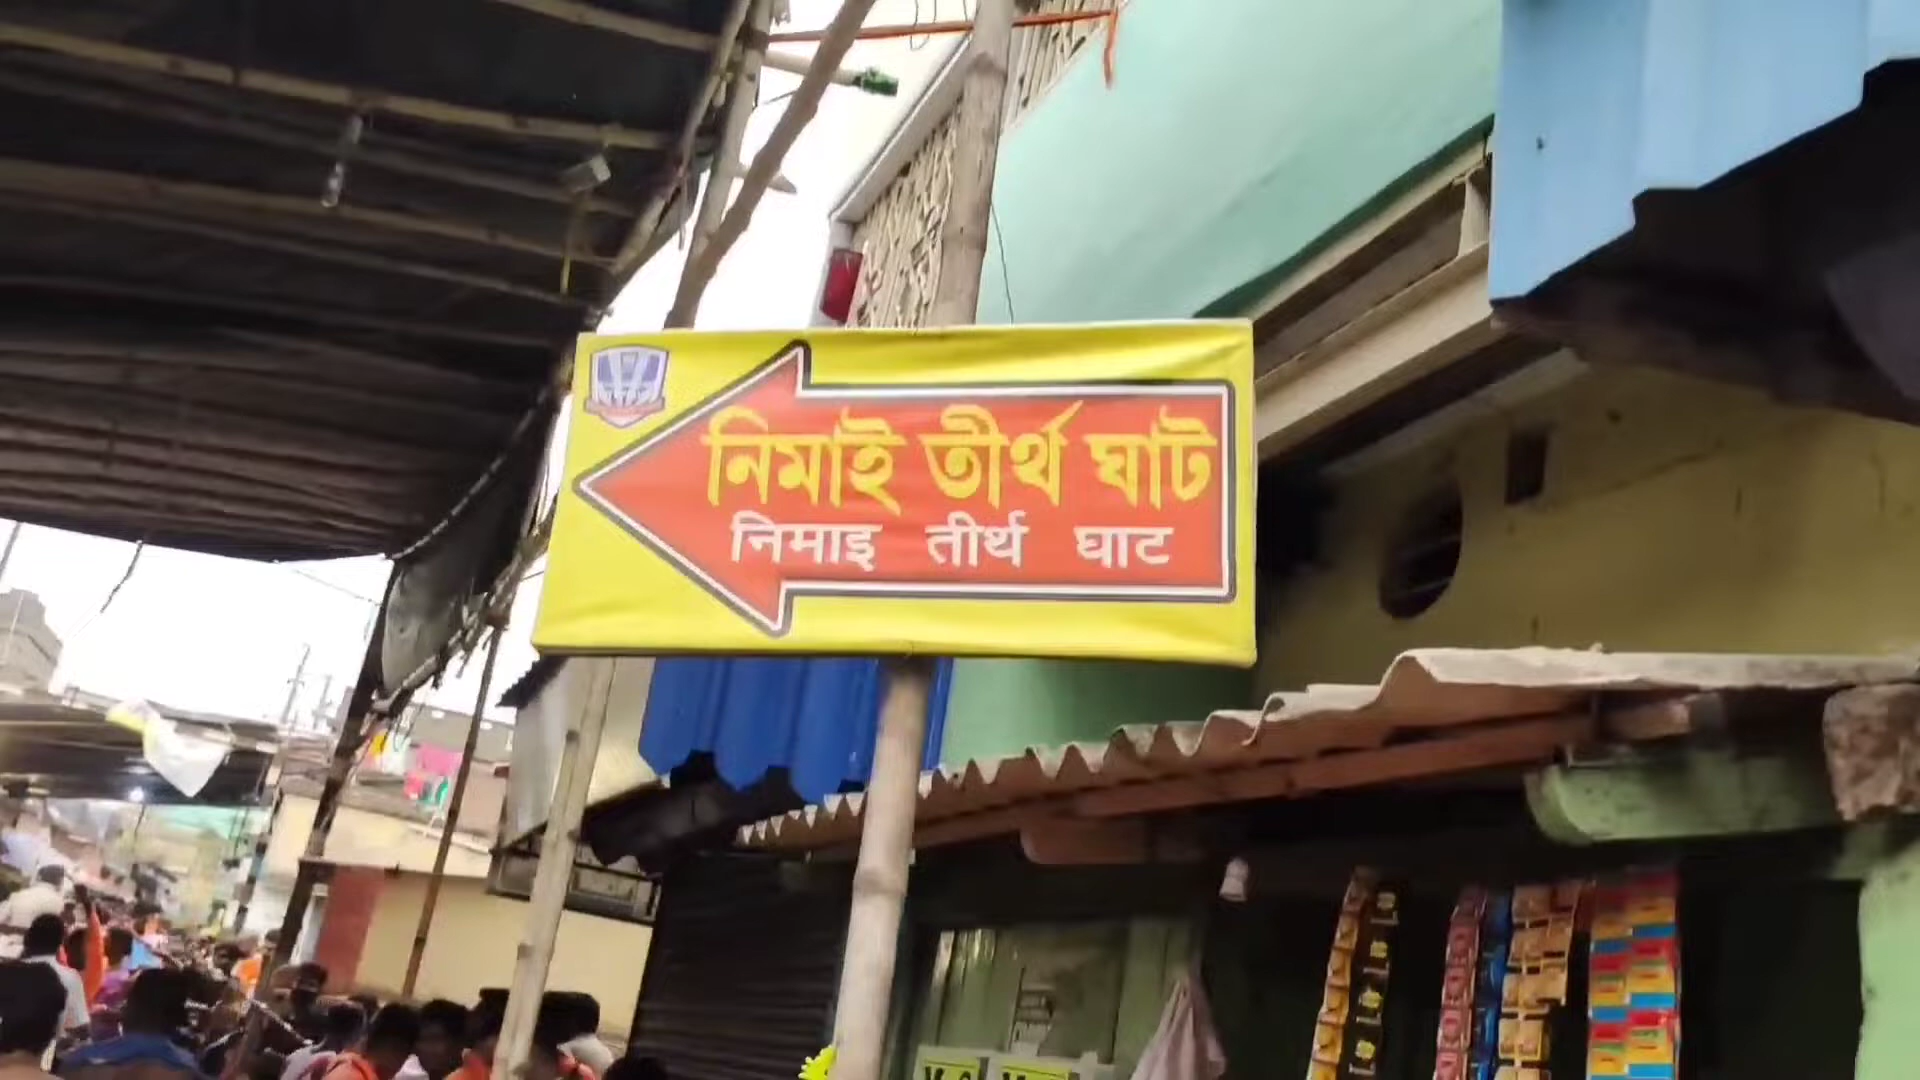 নিমাই তীর্থ ঘাট
निमाइ तीर्थ घाट